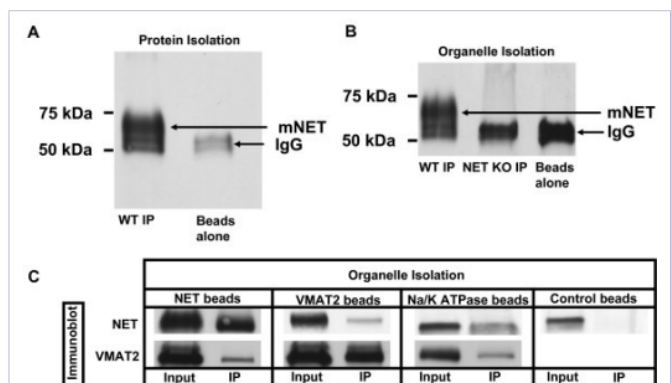 A
Protein Isolation
75 kDa
50 kDa
mNET
IgG
WT IP
Beads
alone
B
Organelle Isolation
75 kDa
50 kDa
mNET
IgG
WT IP NET KO IP Beads
alone
C
Organelle Isolation
NET beads VMAT2 beads Na/K ATPase beads Control beads
Immunoblot
NET
VMAT2
Input IP Input IP Input IP Input IP